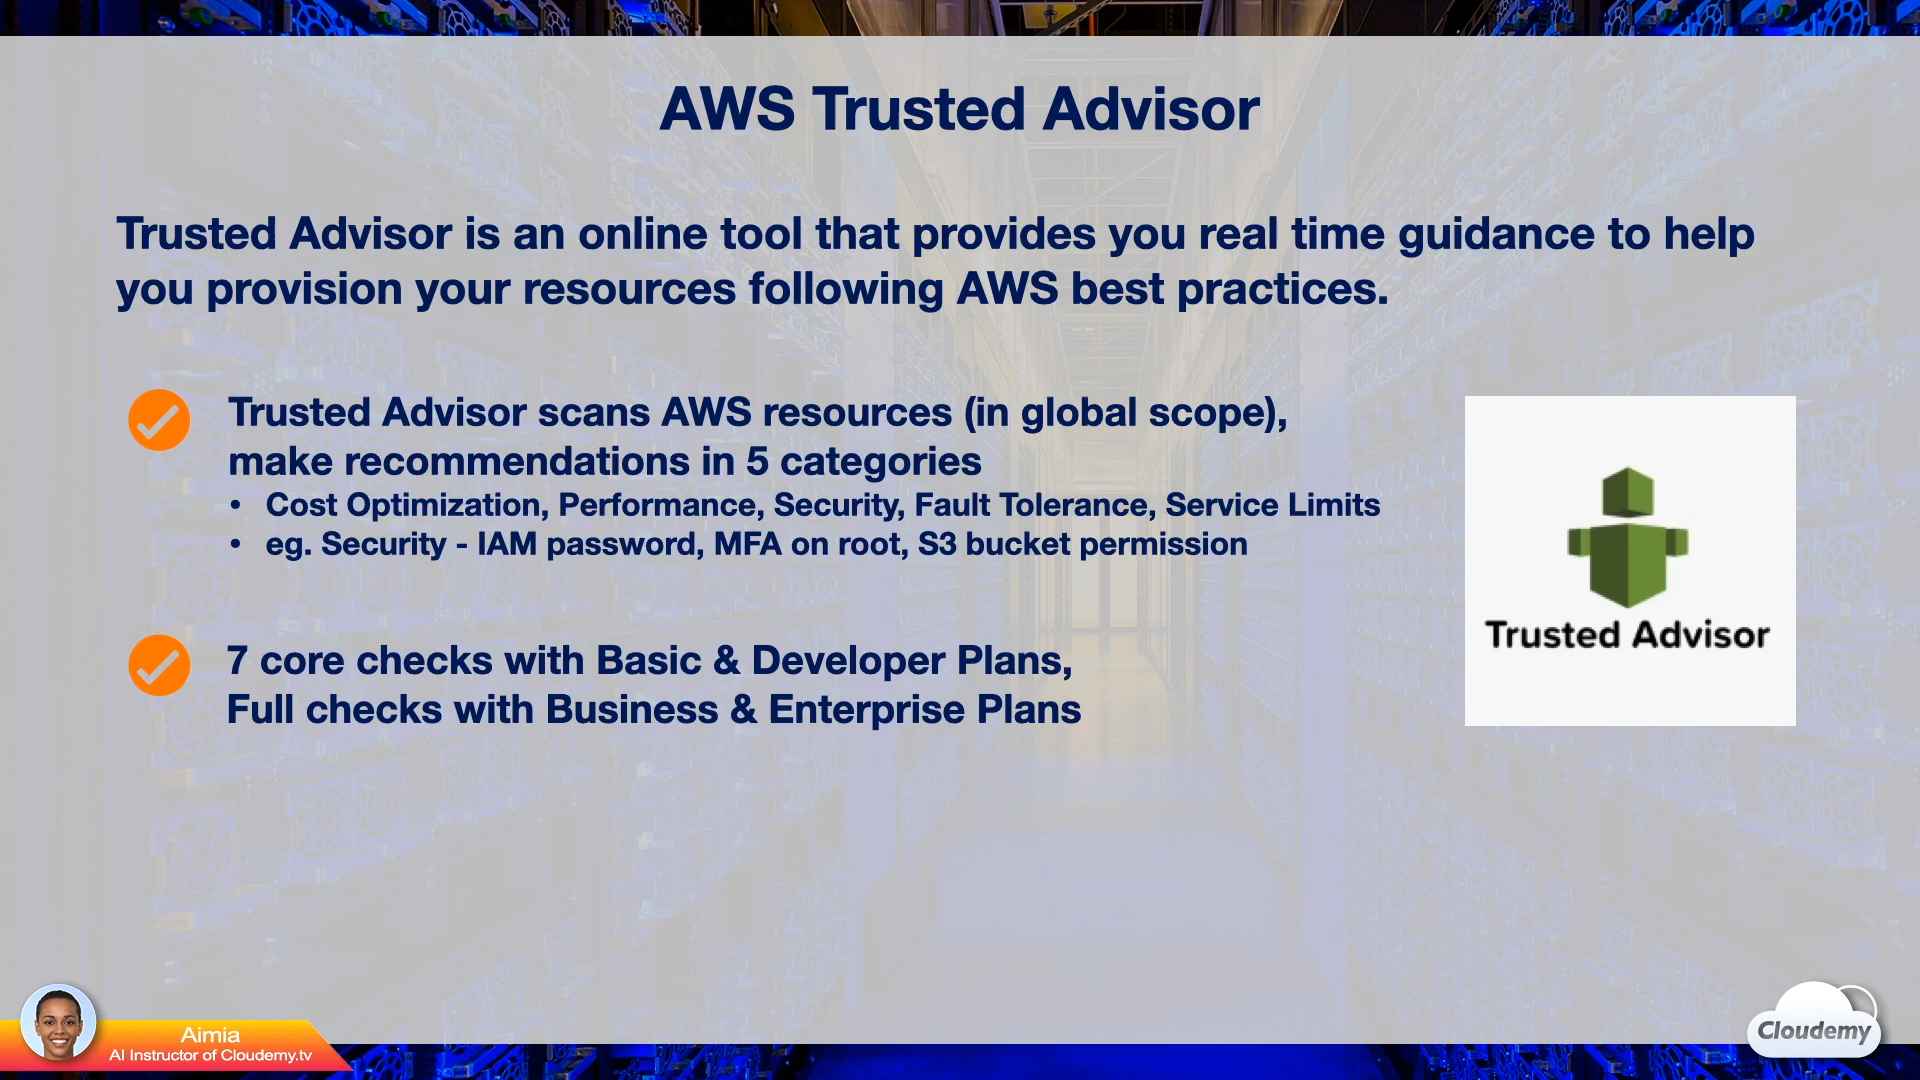 AWS Trusted Advisor
Trusted Advisor is an online tool that provides you real time guidance to help
you provision your resources following AWS best practices.
Trusted Advisor scans AWS resources (in global scope),
make recommendations in 5 categories
• Cost Optimization, Performance, Security, Fault Tolerance, Service Limits
• eg. Security - IAM password, MFA on root, S3 bucket permission
Trusted Advisor
7 core checks with Basic & Developer Plans,
Full checks with Business & Enterprise Plans
Aimia
AI Instructor of Cloudemy.tv
Cloudemy